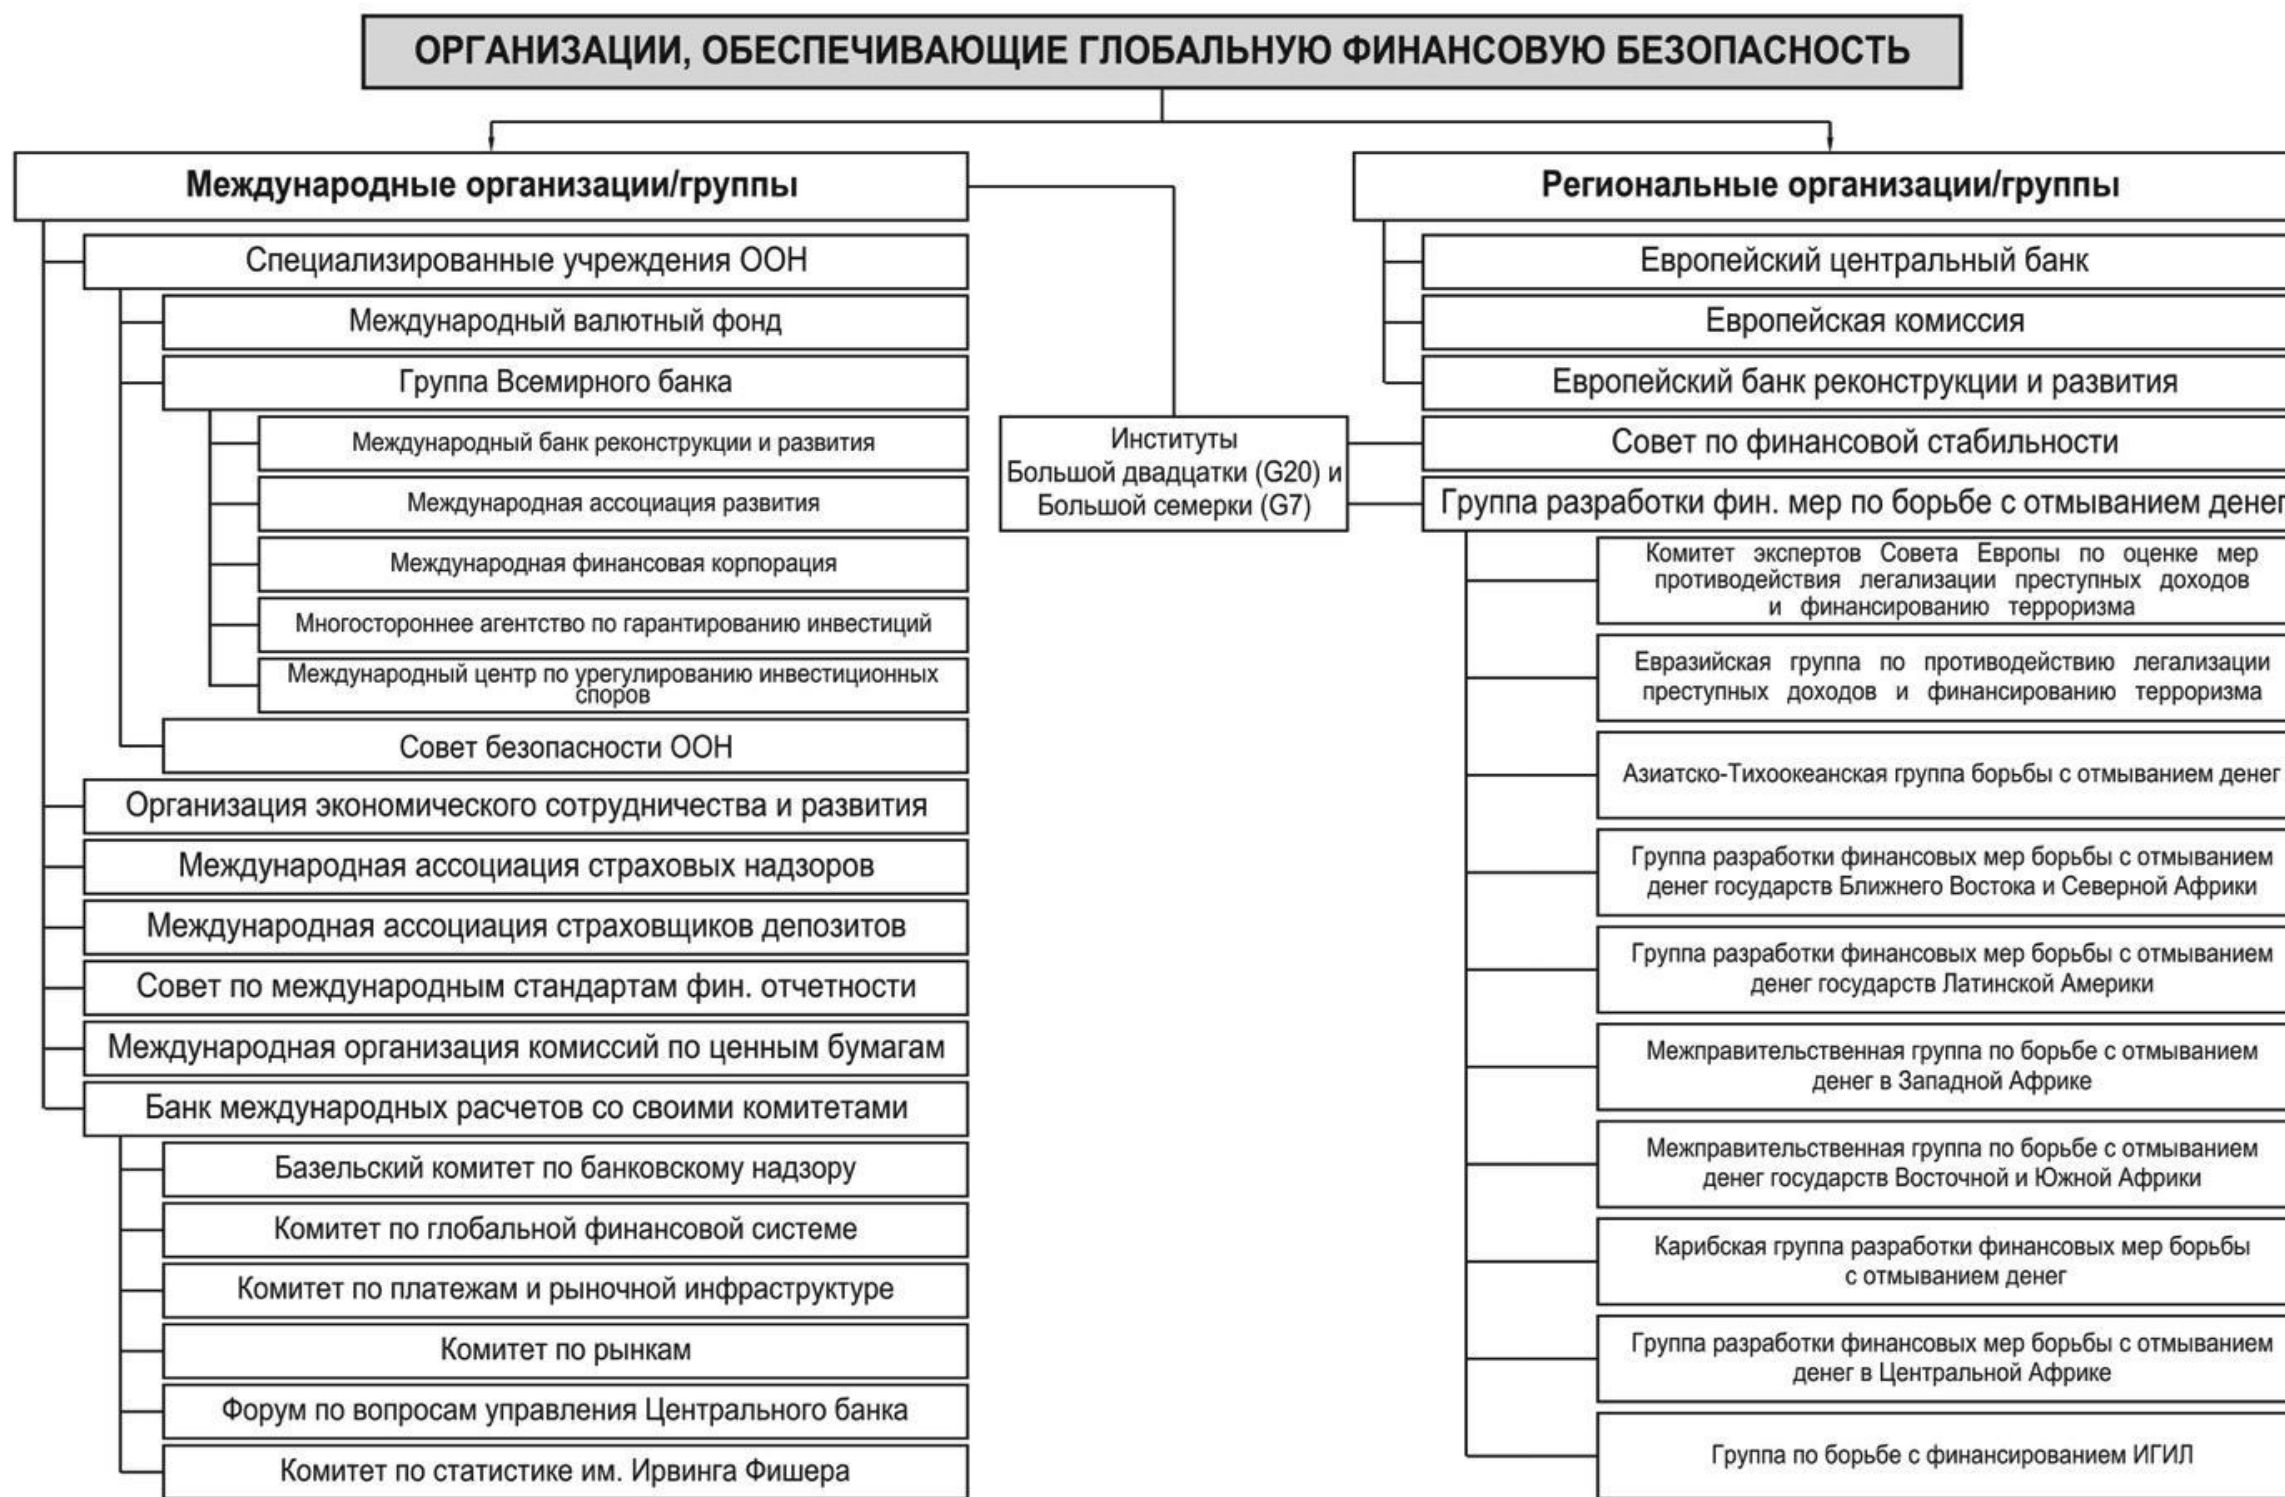 ОРГАНИЗАЦИИ, ОБЕСПЕЧИВАЮЩИЕ ГЛОБАЛЬНУЮ ФИНАНСОВУЮ БЕЗОПАСНОСТЬ
Международные организации/группы
Специализированные учреждения ООН
Международный валютный фонд
Группа Всемирного банка
Международный банк реконструкции и развития
Международная ассоциация развития
Международная финансовая корпорация
Многостороннее агентство по гарантированию инвестиций
Международный центр по урегулированию инвестиционных
споров
Совет безопасности ООН
Организация экономического сотрудничества и развития
Международная ассоциация страховых надзоров
Международная ассоциация страховщиков депозитов
Совет по международным стандартам фин. отчетности
Международная организация комиссий по ценным бумагам
Банк международных расчетов со своими комитетами
Базельский комитет по банковскому надзору
Комитет по глобальной финансовой системе
Комитет по платежам и рыночной инфраструктуре
Комитет по рынкам
Форум по вопросам управления Центрального банка
Комитет по статистике им. Ирвинга Фишера
Институты
Большой двадцатки (G20) и
Большой семерки (G7)
Региональные организации/группы
Европейский центральный банк
Европейская комиссия
Европейский банк реконструкции и развития
Совет по финансовой стабильности
Группа разработки фин. мер по борьбе с отмыванием денег
Комитет экспертов Совета Европы по оценке мер
противодействия легализации преступных доходов
и финансированию терроризма
Евразийская группа по противодействию легализации
преступных доходов и финансированию терроризма
Азиатско-Тихоокеанская группа борьбы с отмыванием денег
Группа разработки финансовых мер борьбы с отмыванием
денег государств Ближнего Востока и Северной Африки
Группа разработки финансовых мер борьбы с отмыванием
денег государств Латинской Америки
Межправительственная группа по борьбе с отмыванием
денег в Западной Африке
Межправительственная группа по борьбе с отмыванием
денег государств Восточной и Южной Африки
Карибская группа разработки финансовых мер борьбы
с отмыванием денег
Группа разработки финансовых мер борьбы с отмыванием
денег в Центральной Африке
Группа по борьбе с финансированием ИГИЛ